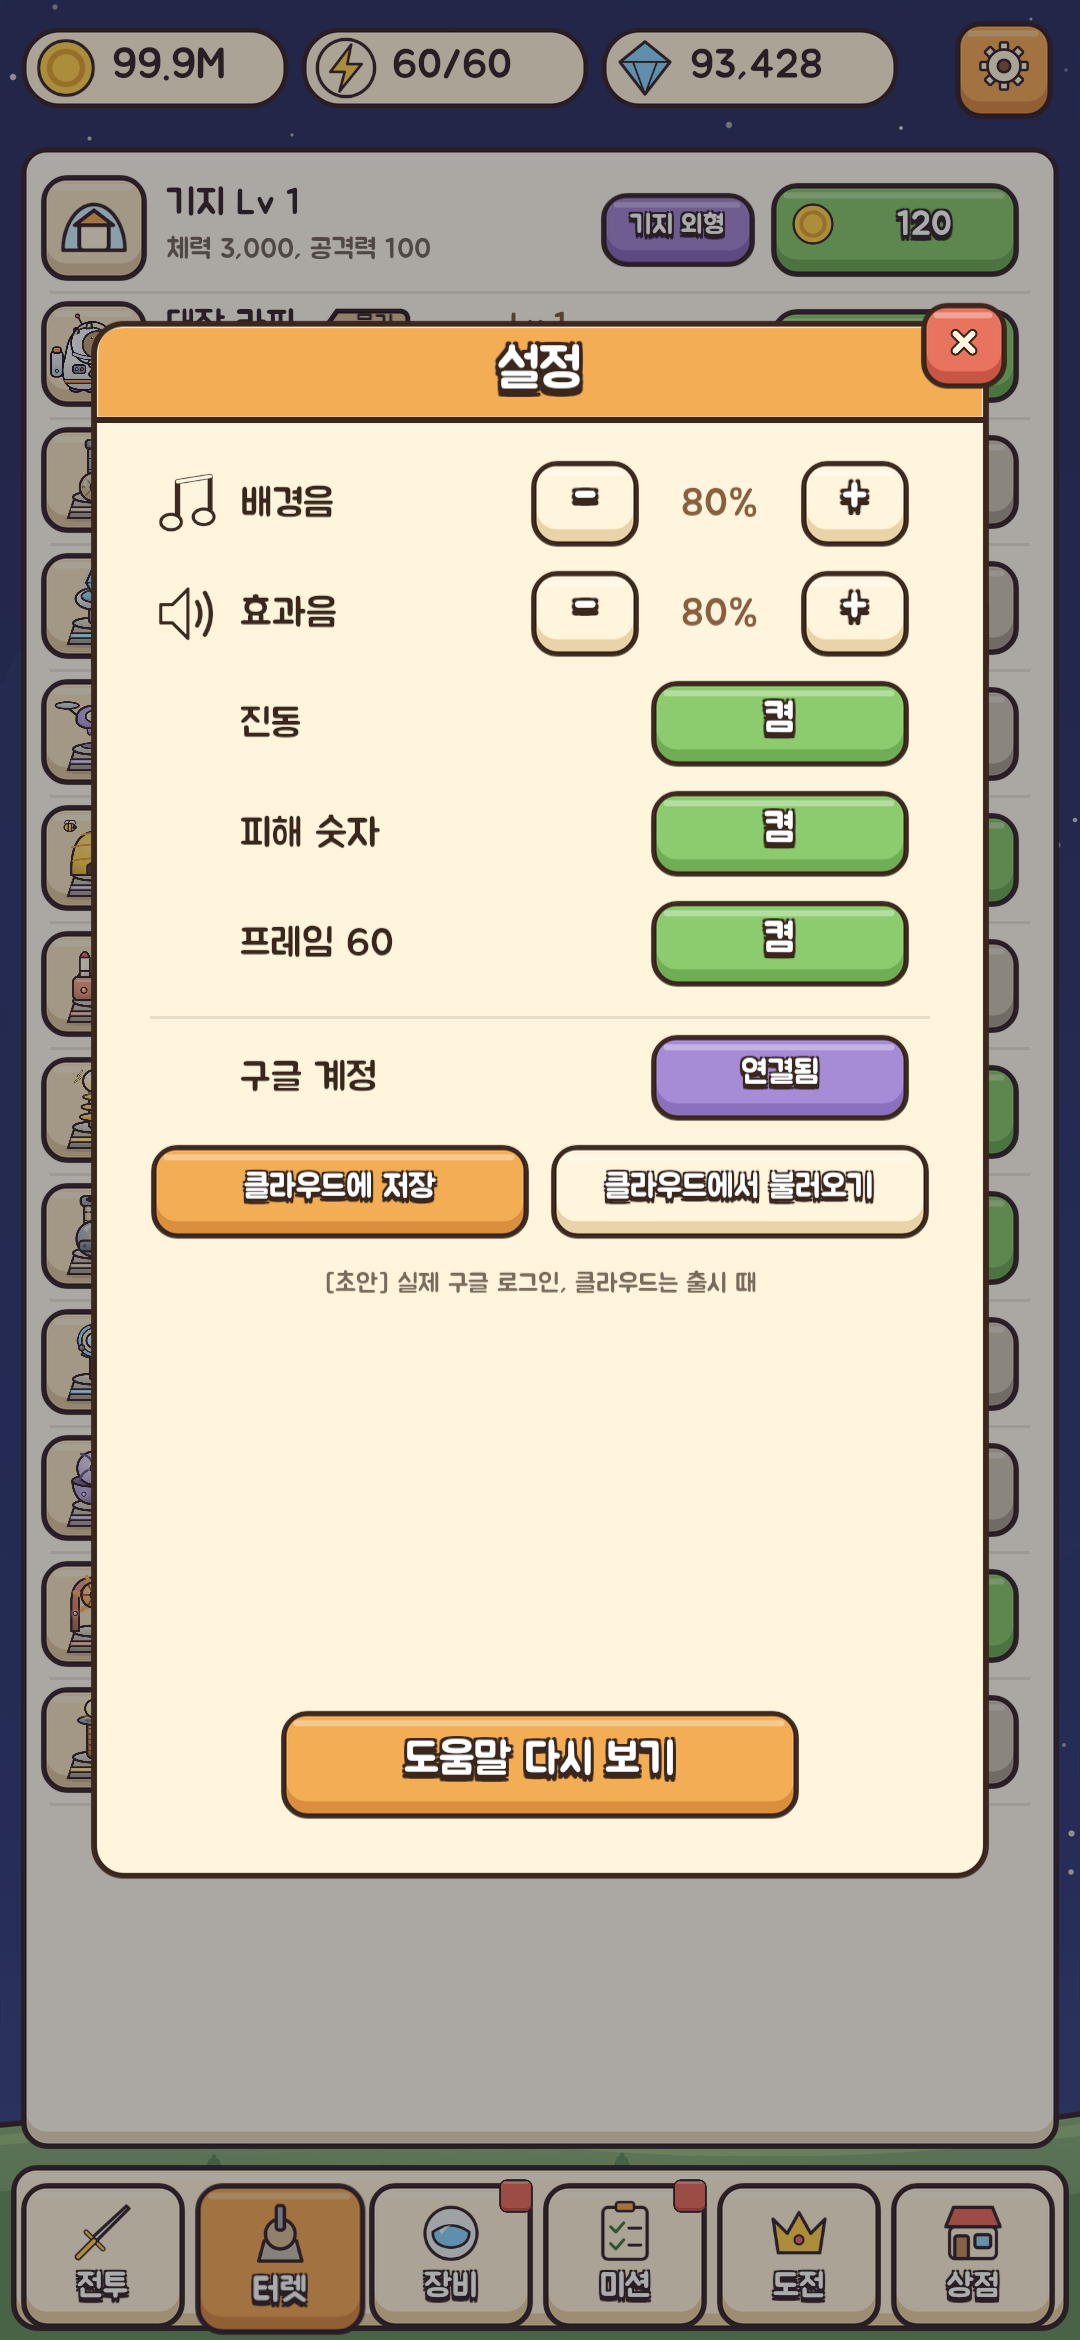 99.9M
60/60
93,428
기지 Lv 1
체력 3,000, 공격력 100
기지 외형
120
설정
배경음
-
80%
+
효과음
-
80%
+
진동
켬
피해 숫자
켬
프레임 60
켬
구글 계정
연결됨
클라우드에 저장
클라우드에서 불러오기
[초안] 실제 구글 로그인, 클라우드는 출시 때
도움말 다시 보기
전투
터렛
장비
미션
도전
상점